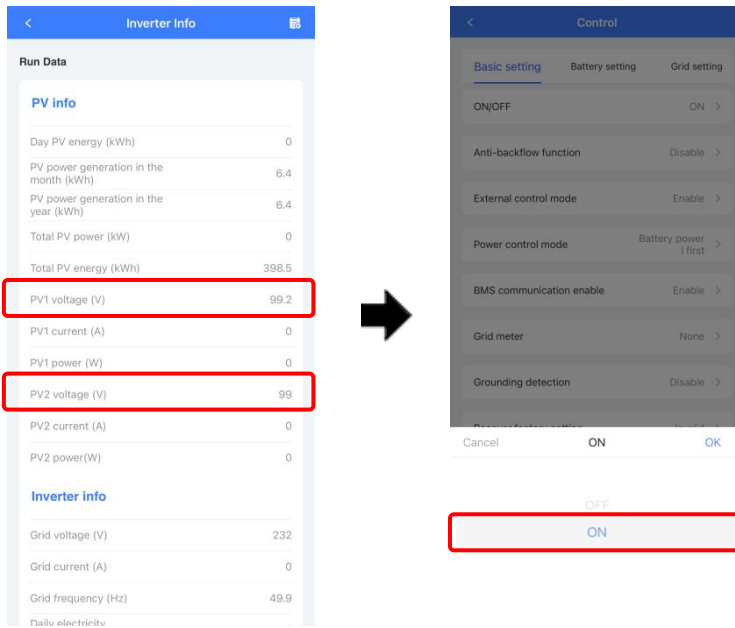 Inverter Info
Run Data
PV info
Day PV energy (kWh) 0
PV power generation in the
month (kWh) 6.4
PV power generation in the
year (kWh) 6.4
Total PV power (kW) 0
Total PV energy (kWh) 398.5
PV1 voltage (V) 99.2
PV1 current (A) 0
PV1 power (W) 0
PV2 voltage (V) 99
PV2 current (A) 0
PV2 power(W) 0
Inverter info
Grid voltage (V) 232
Grid current (A) 0
Grid frequency (Hz) 49.9
Daily electricity
Control
Basic setting Battery setting Grid setting
ON/OFF ON
Anti-backflow function Disable
External control mode Enable
Power control mode Battery power
l first
BMS communication enable Enable
Grid meter None
Grounding detection Disable
Cancel ON OK
OFF
ON